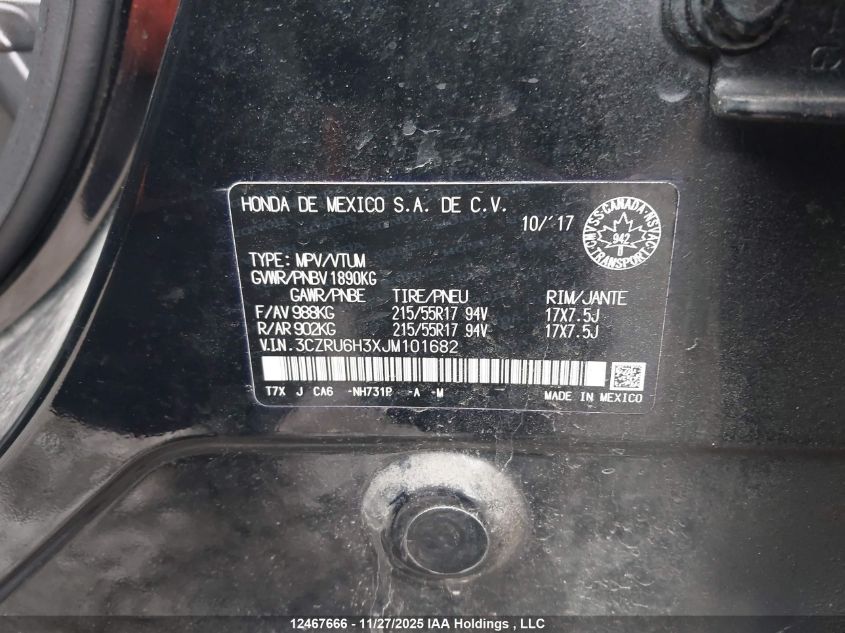 HONDA DE MEXICO S.A. DE C.V.
10/'17
CANADA
942
TRANSPORT
TYPE: MPV/VTUM
GVWR/PNBV 1890KG
GAWR/PNBE TIRE/PNEU RIM/JANTE
F/AV 988KG 215/55R17 94V 17X7.5J
R/AR 902KG 215/55R17 94V 17X7.5J
V.I.N. 3CZRU6H3XJM101682
T7X J CA6 -NH731P -A -M MADE IN MEXICO
12467666 - 11/27/2025 IAA Holdings , LLC